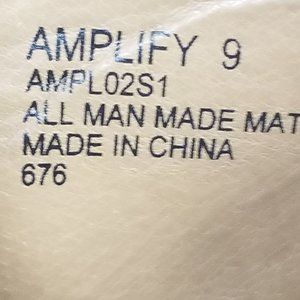 AMPLIFY 9
AMPL02S1
ALL MAN MADE MAT
MADE IN CHINA
676